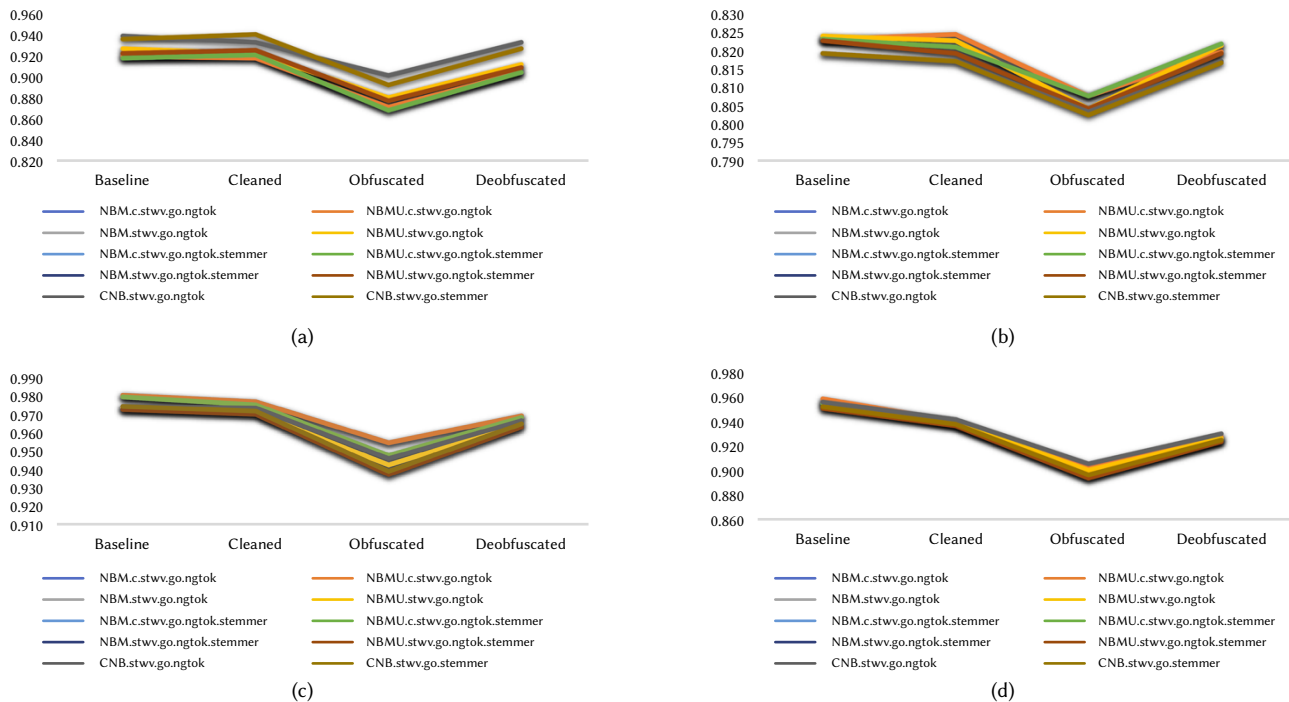 0.960
0.940
0.920
0.900
0.880
0.860
0.840
0.820
Baseline Cleaned Obfuscated Deobfuscated
NBM.c.stwv.go.ngtok NBMU.c.stwv.go.ngtok
NBM.stwv.go.ngtok NBMU.stwv.go.ngtok
NBM.c.stwv.go.ngtok.stemmer NBMU.c.stwv.go.ngtok.stemmer
NBM.stwv.go.ngtok.stemmer NBMU.stwv.go.ngtok.stemmer
CNB.stwv.go.ngtok CNB.stwv.go.stemmer
(a)
0.830
0.825
0.820
0.815
0.810
0.805
0.800
0.795
0.790
Baseline Cleaned Obfuscated Deobfuscated
NBM.c.stwv.go.ngtok NBMU.c.stwv.go.ngtok
NBM.stwv.go.ngtok NBMU.stwv.go.ngtok
NBM.c.stwv.go.ngtok.stemmer NBMU.c.stwv.go.ngtok.stemmer
NBM.stwv.go.ngtok.stemmer NBMU.stwv.go.ngtok.stemmer
CNB.stwv.go.ngtok CNB.stwv.go.stemmer
(b)
0.990
0.980
0.970
0.960
0.950
0.940
0.930
0.920
0.910
Baseline Cleaned Obfuscated Deobfuscated
NBM.c.stwv.go.ngtok NBMU.c.stwv.go.ngtok
NBM.stwv.go.ngtok NBMU.stwv.go.ngtok
NBM.c.stwv.go.ngtok.stemmer NBMU.c.stwv.go.ngtok.stemmer
NBM.stwv.go.ngtok.stemmer NBMU.stwv.go.ngtok.stemmer
CNB.stwv.go.ngtok CNB.stwv.go.stemmer
(c)
0.980
0.960
0.940
0.920
0.900
0.880
0.860
Baseline Cleaned Obfuscated Deobfuscated
NBM.c.stwv.go.ngtok NBMU.c.stwv.go.ngtok
NBM.stwv.go.ngtok NBMU.stwv.go.ngtok
NBM.c.stwv.go.ngtok.stemmer NBMU.c.stwv.go.ngtok.stemmer
NBM.stwv.go.ngtok.stemmer NBMU.stwv.go.ngtok.stemmer
CNB.stwv.go.ngtok CNB.stwv.go.stemmer
(d)